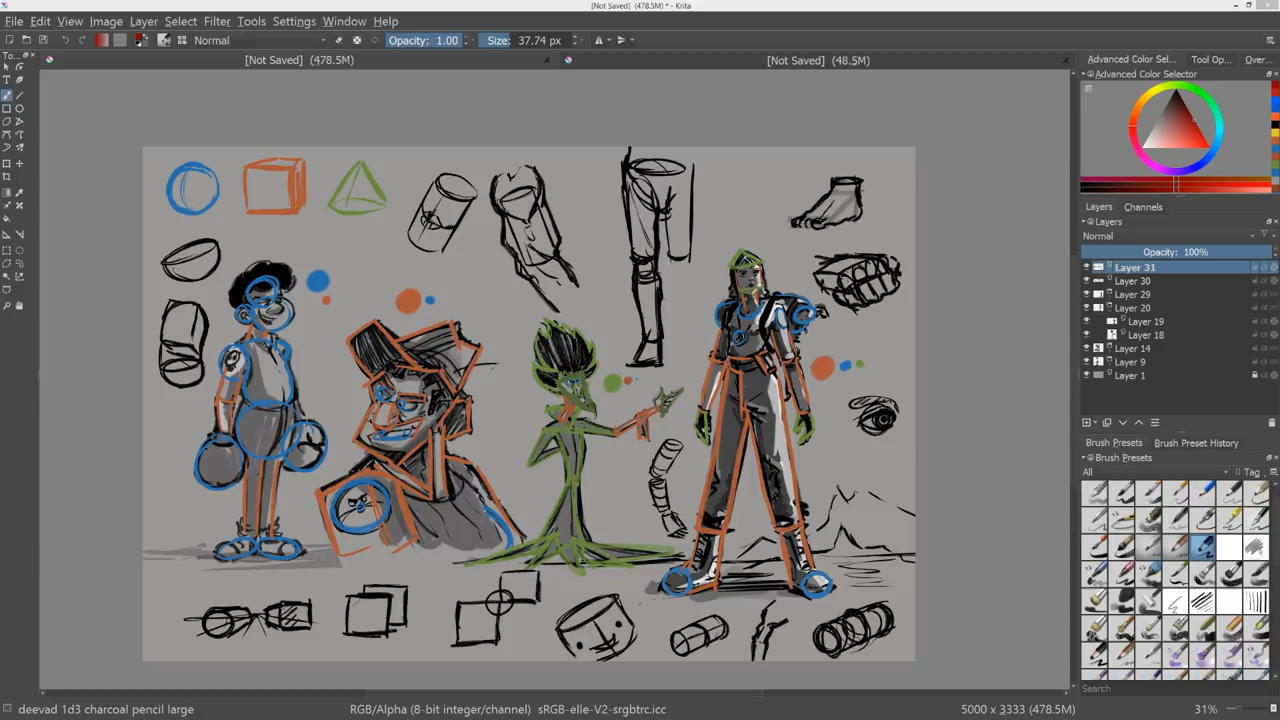 [Not Saved] (478.5M) * - Krita
File Edit View Image Layer Select Filter Tools Settings Window Help
Normal Opacity: 1.00 Size: 37.74 px
[Not Saved] (478.5M)
[Not Saved] (48.5M)
To...
Advanced Color Sel... Tool Op... Over...
Advanced Color Selector
Layers Channels
Layers
Normal
Opacity: 100%
Layer 31
Layer 30
Layer 29
Layer 20
Layer 19
Layer 18
Layer 14
Layer 9
Layer 1
Brush Presets Brush Preset History
Brush Presets
All Tag
Search
deevad 1d3 charcoal pencil large
RGB/Alpha (8-bit integer/channel) sRGB-elle-V2-srgbtrc.icc
5000 x 3333 (478.5M)
31%